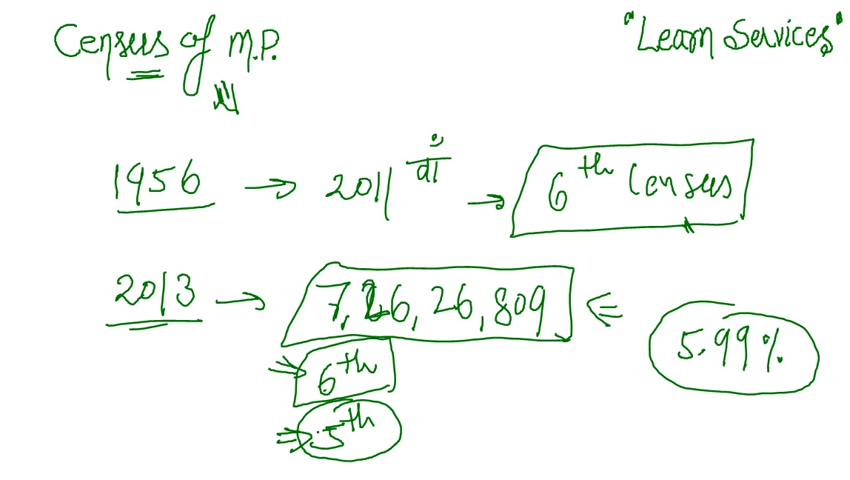 Census of M.P.
"Learn Services"
1956 → 2011 का → 6th Census
2013 → 7,26,26,809
5.99%
6th
5th